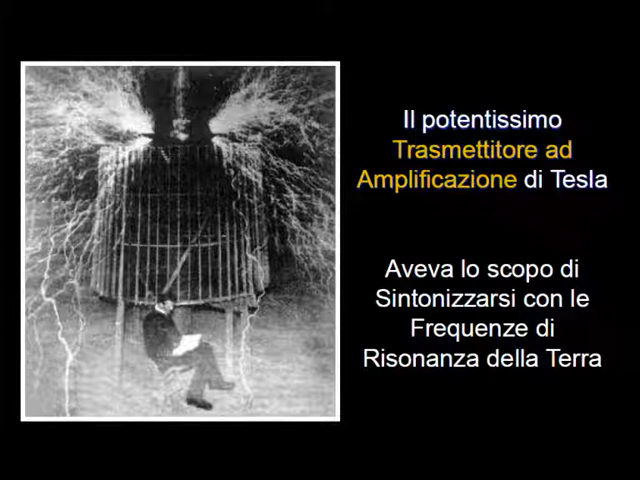 Il potentissimo
Trasmettitore ad
Amplificazione di Tesla
Aveva lo scopo di
Sintonizzarsi con le
Frequenze di
Risonanza della Terra